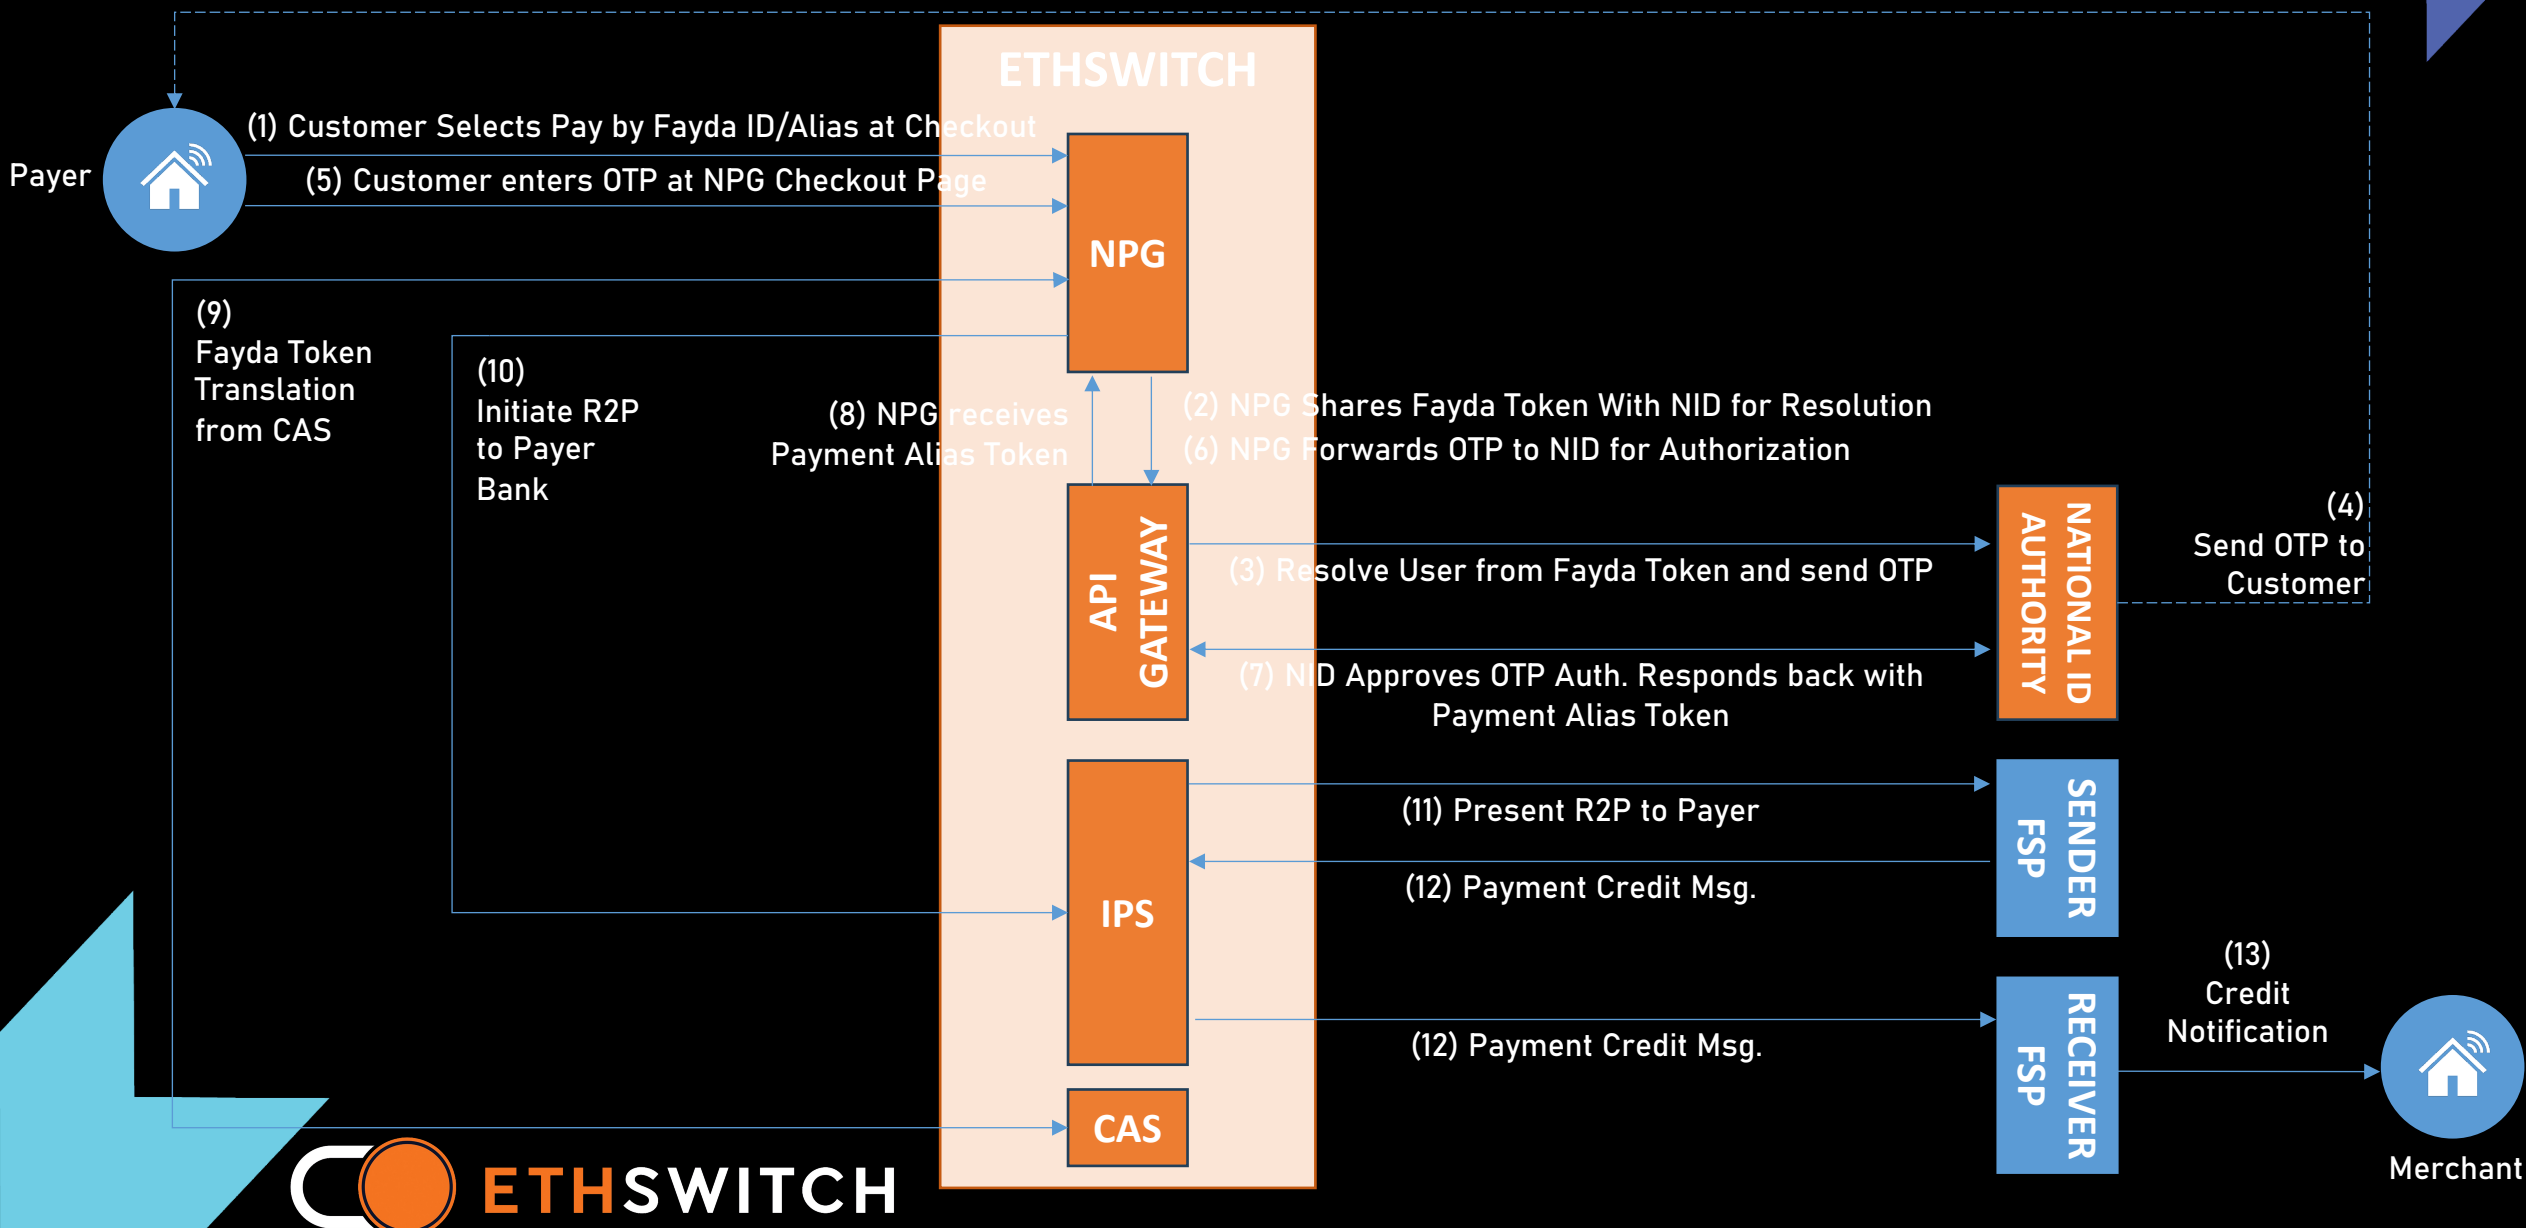 ETHSWITCH
(1) Customer Selects Pay by Fayda ID/Alias at Checkout
Payer
(5) Customer enters OTP at NPG Checkout Page
NPG
(9)
Fayda Token
Translation
from CAS
(10)
Initiate R2P
to Payer
Bank
(8) NPG receives
Payment Alias Token
(2) NPG Shares Fayda Token With NID for Resolution
(6) NPG Forwards OTP to NID for Authorization
API
GATEWAY
(3) Resolve User from Fayda Token and send OTP
NATIONAL ID
AUTHORITY
(4)
Send OTP to
Customer
(7) NID Approves OTP Auth. Responds back with
Payment Alias Token
IPS
(11) Present R2P to Payer
(12) Payment Credit Msg.
SENDER
FSP
(12) Payment Credit Msg.
RECEIVER
FSP
(13)
Credit
Notification
Merchant
CAS
ETHSWITCH